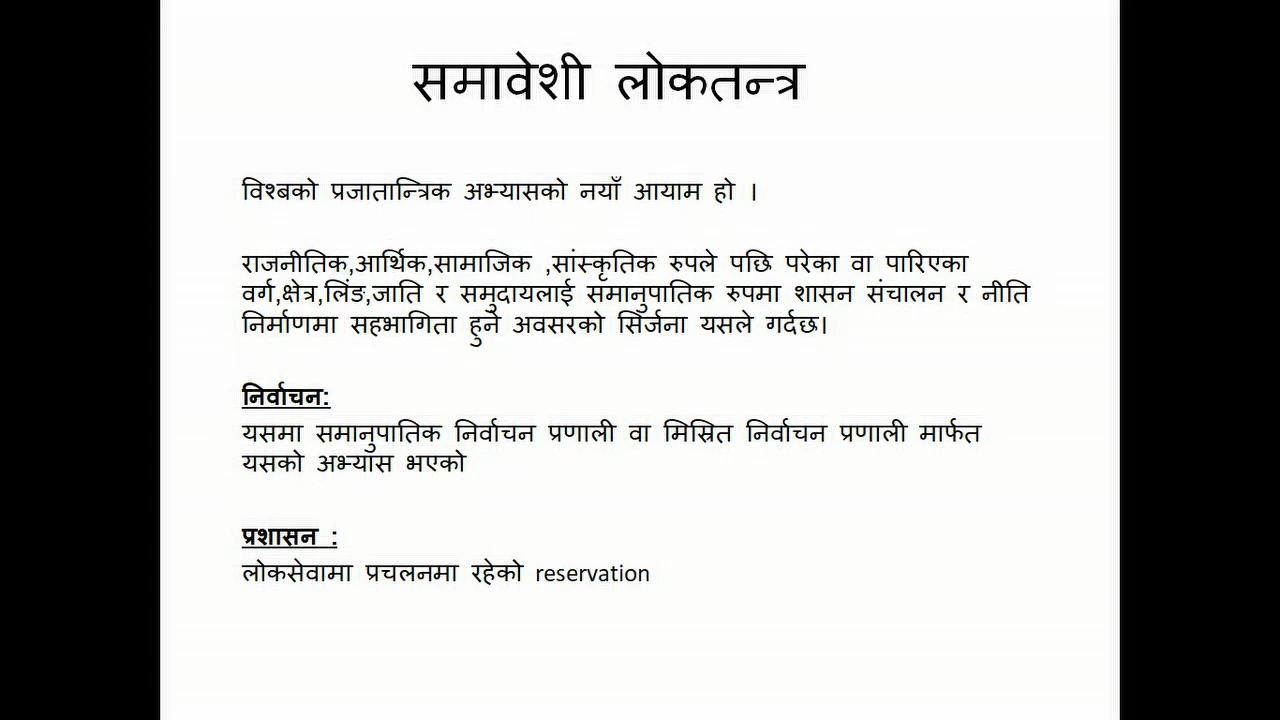 समावेशी लोकतन्त्र
विश्बको प्रजातान्त्रिक अभ्यासको नयाँ आयाम हो ।
राजनीतिक,आर्थिक,सामाजिक ,सांस्कृतिक रुपले पछि परेका वा पारिएका
वर्ग,क्षेत्र,लिंङ,जाति र समुदायलाई समानुपातिक रुपमा शासन संचालन र नीति
निर्माणमा सहभागिता हुने अवसरको सिर्जना यसले गर्दछ।
निर्वाचन:
यसमा समानुपातिक निर्वाचन प्रणाली वा मिस्रित निर्वाचन प्रणाली मार्फत
यसको अभ्यास भएको
प्रशासन :
लोकसेवामा प्रचलनमा रहेको reservation